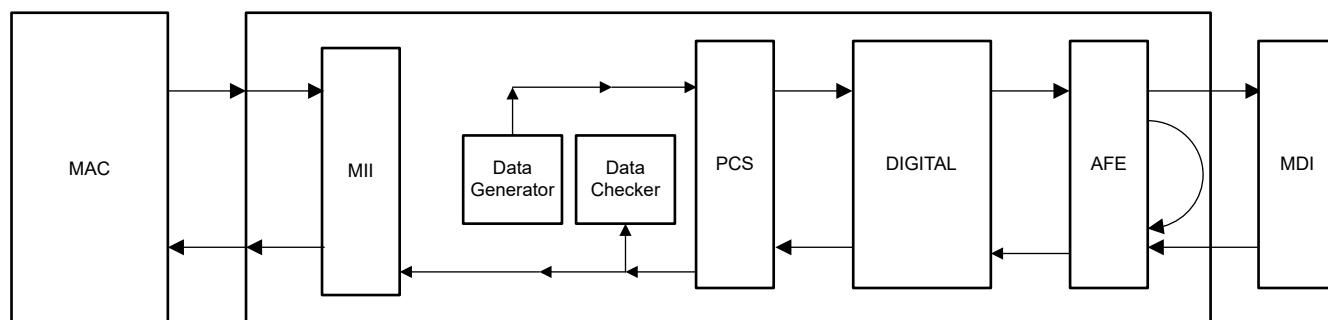 MAC
MII
Data
Generator
Data
Checker
PCS
DIGITAL
AFE
MDI